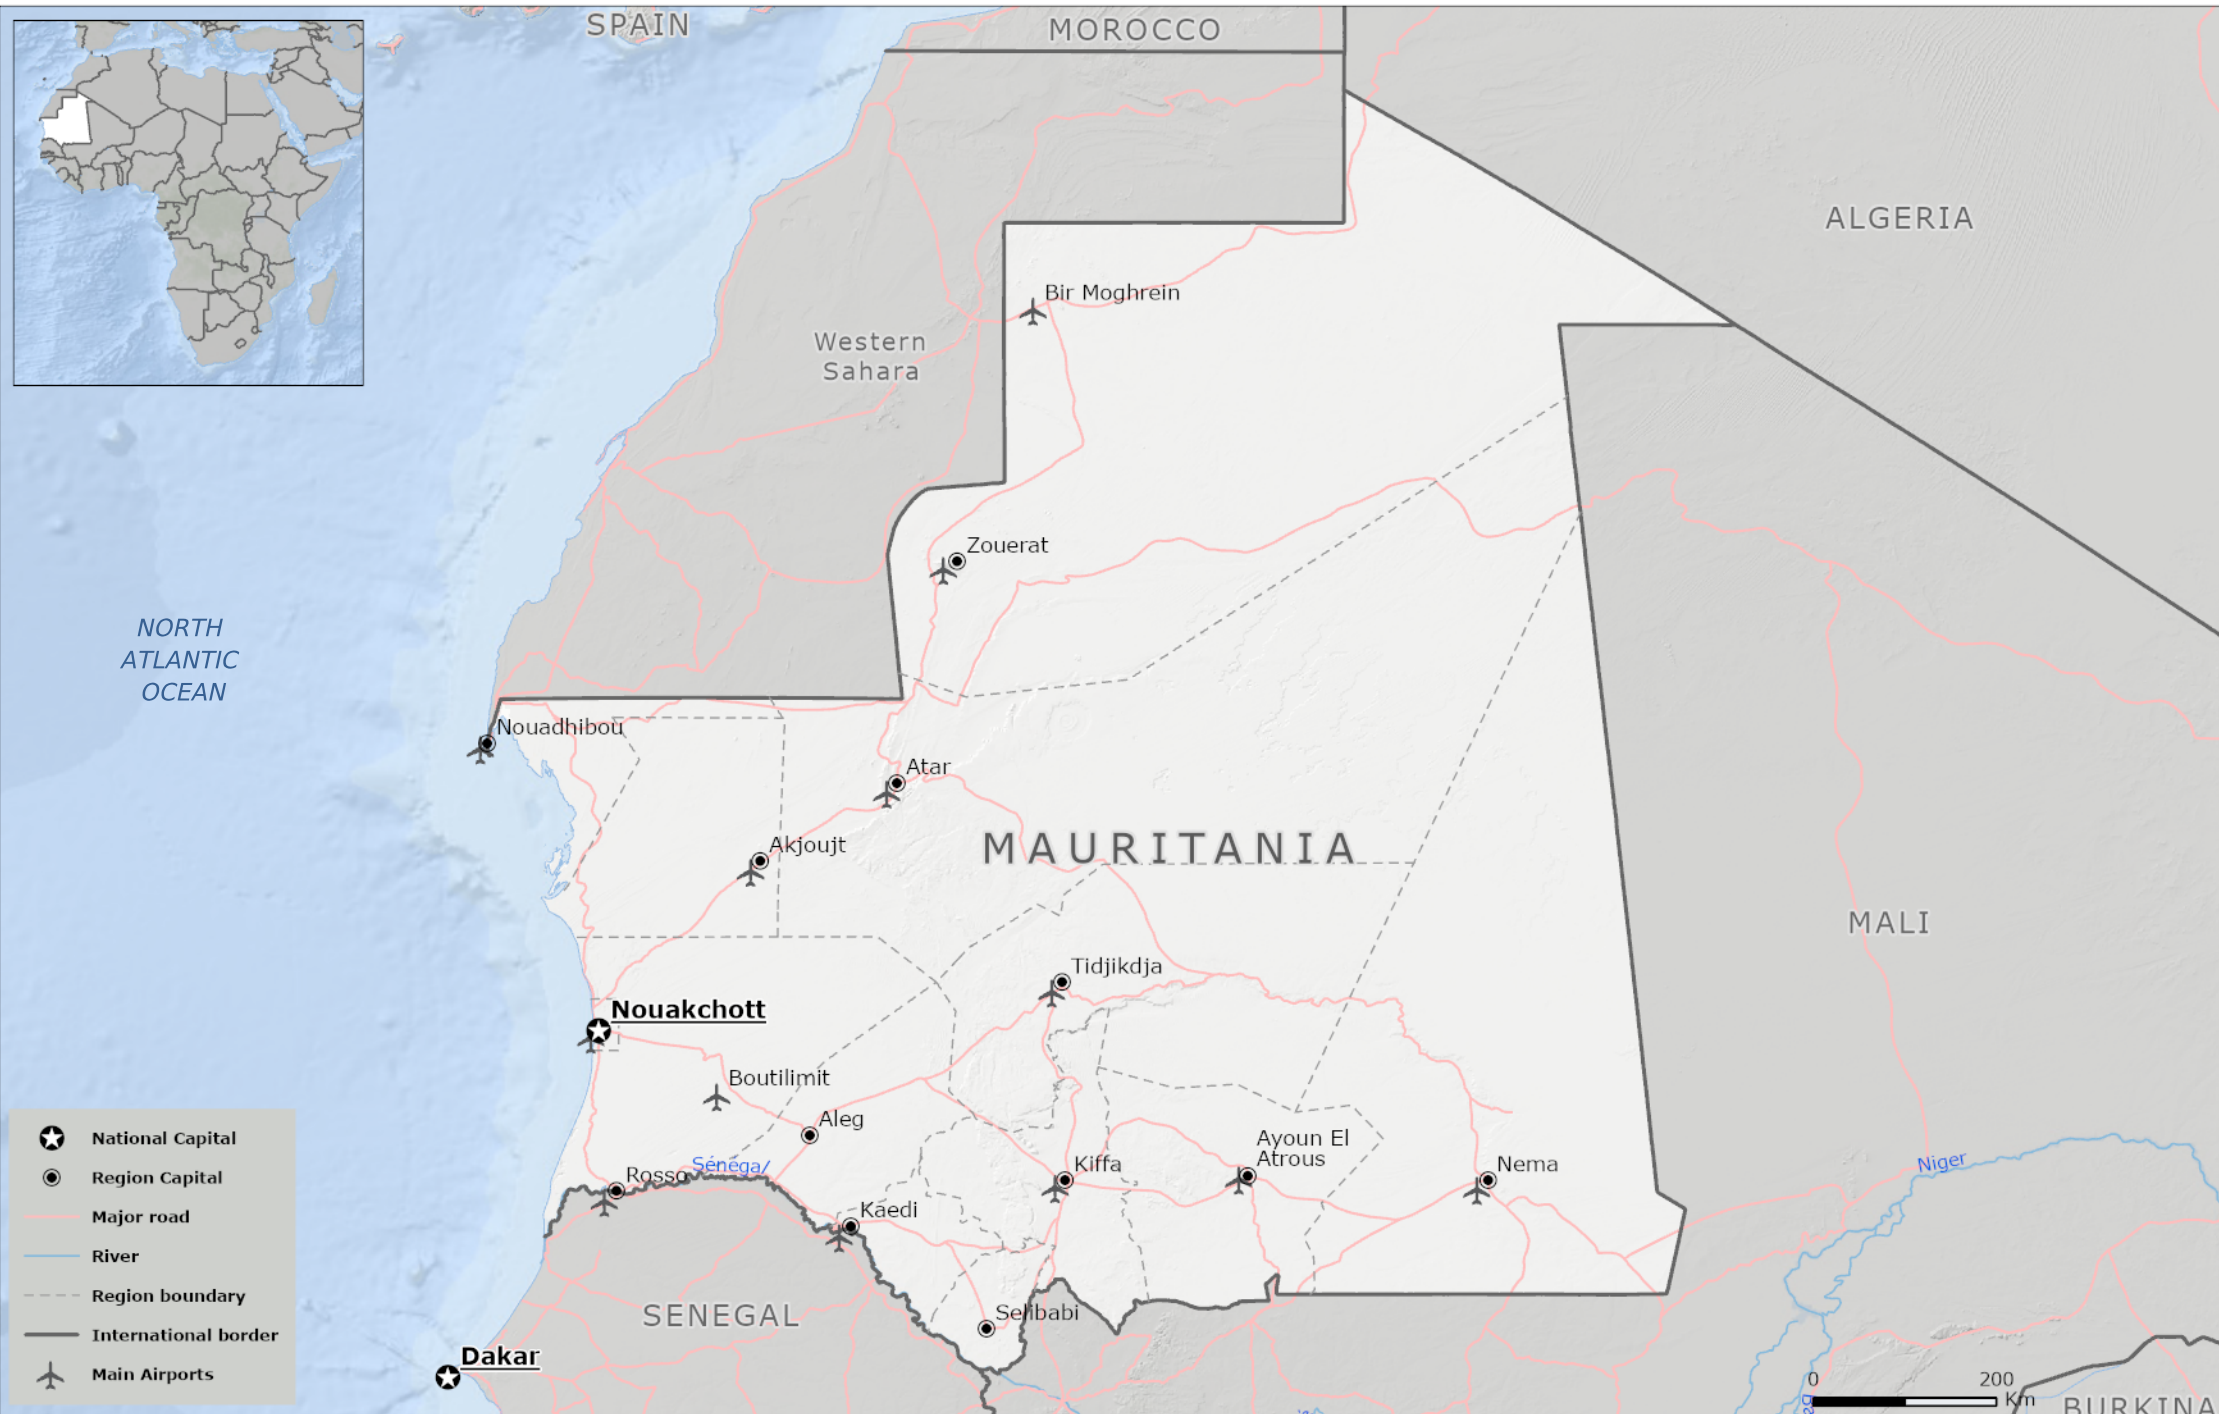 SPAIN
MOROCCO
ALGERIA
Bir Moghrein
Western
Sahara
Zouerat
NORTH
ATLANTIC
OCEAN
Nouadhibou
Atar
Akjoujt
MAURITANIA
MALI
Tidjikdja
Nouakchott
Boutilimit
Aleg
Ayoun El
Atrous
Kiffa
Nema
Niger
Sénéga/
Rosso
Kaedi
SENEGAL
Selibabi
Dakar
National Capital
Region Capital
Major road
River
Region boundary
International border
Main Airports
0 200
Km
BURKINA